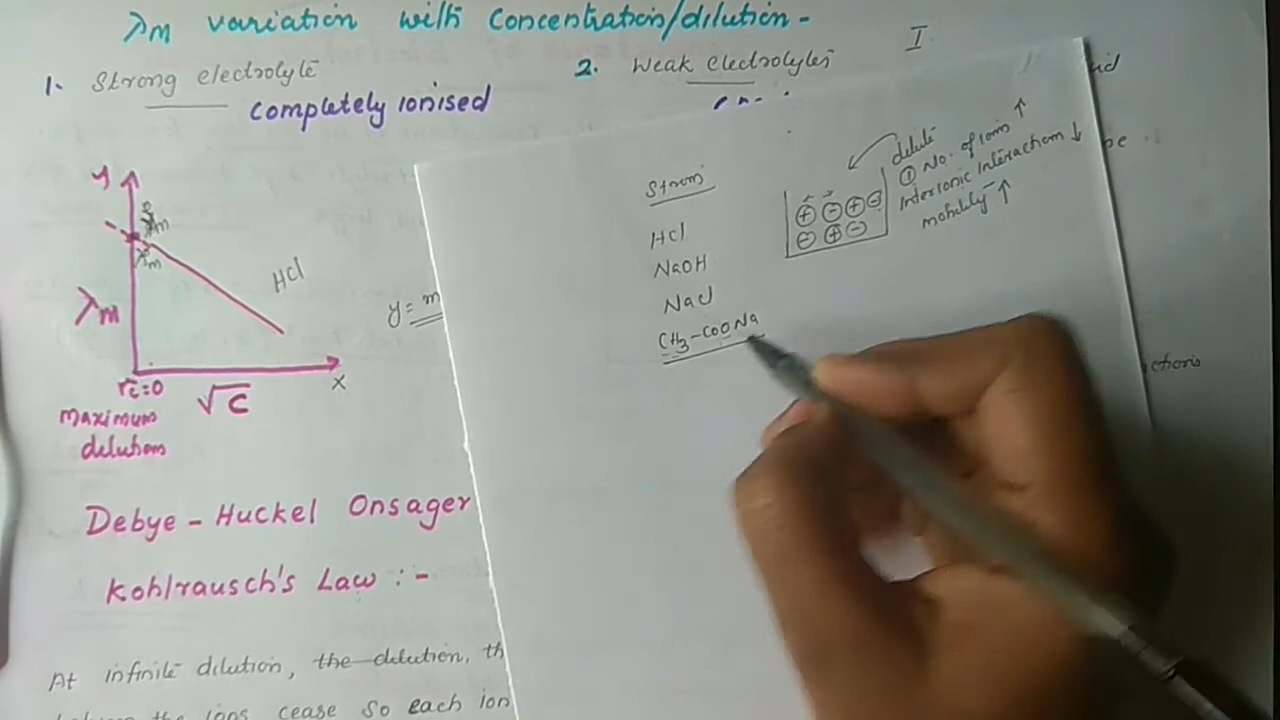 λm variation with Concentration/dilution -
1. Strong electrolyte
completely ionised
2. Weak electrolytes
I
y
λ°m
λm
HCl
λm
√c=0
√C
x
maximum
dilution
y = m
Debye - Huckel Onsager
Kohlrausch's Law : -
At infinite dilution, the dilution, th
the ions cease so each ion
Strong
HCl
NaOH
NaCl
CH3-COONa
dilute
① No. of ions ↑
Interionic Interaction ↓
mobility ↑
+ - + -
- + -
be
ctions